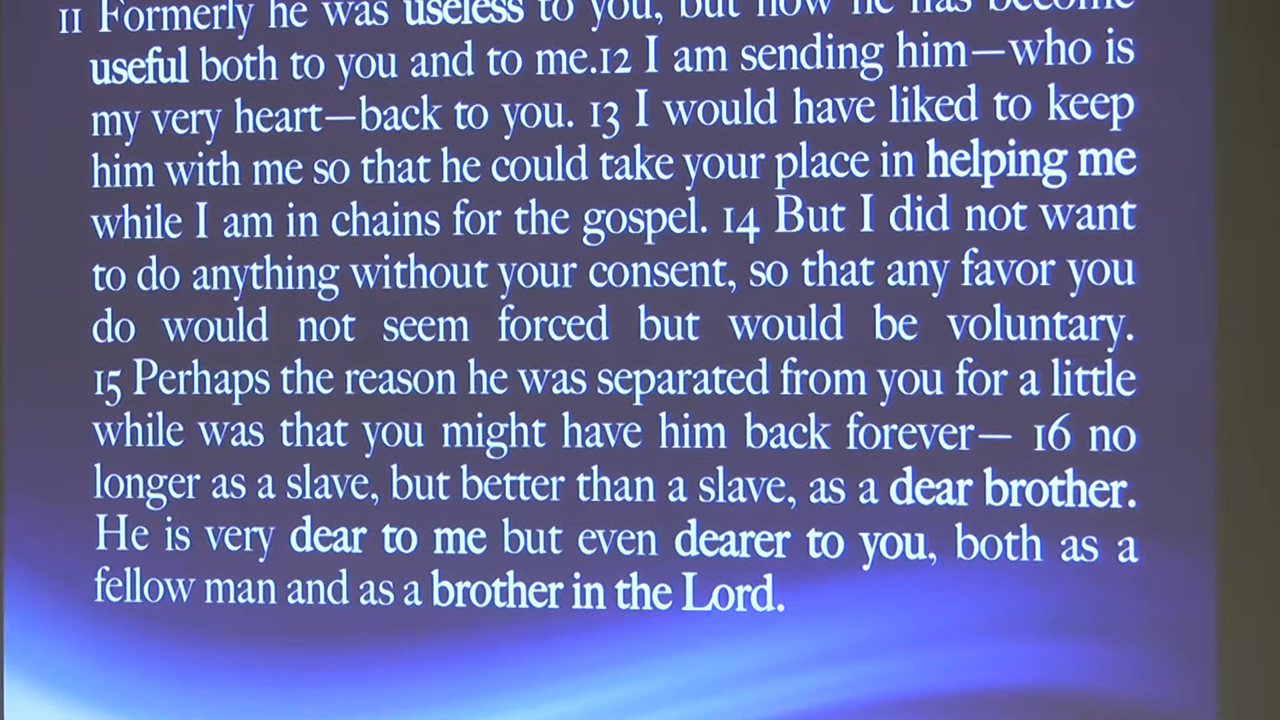 11 Formerly he was useless to you, but now he has become
useful both to you and to me.12 I am sending him—who is
my very heart—back to you. 13 I would have liked to keep
him with me so that he could take your place in helping me
while I am in chains for the gospel. 14 But I did not want
to do anything without your consent, so that any favor you
do would not seem forced but would be voluntary.
15 Perhaps the reason he was separated from you for a little
while was that you might have him back forever— 16 no
longer as a slave, but better than a slave, as a dear brother.
He is very dear to me but even dearer to you, both as a
fellow man and as a brother in the Lord.